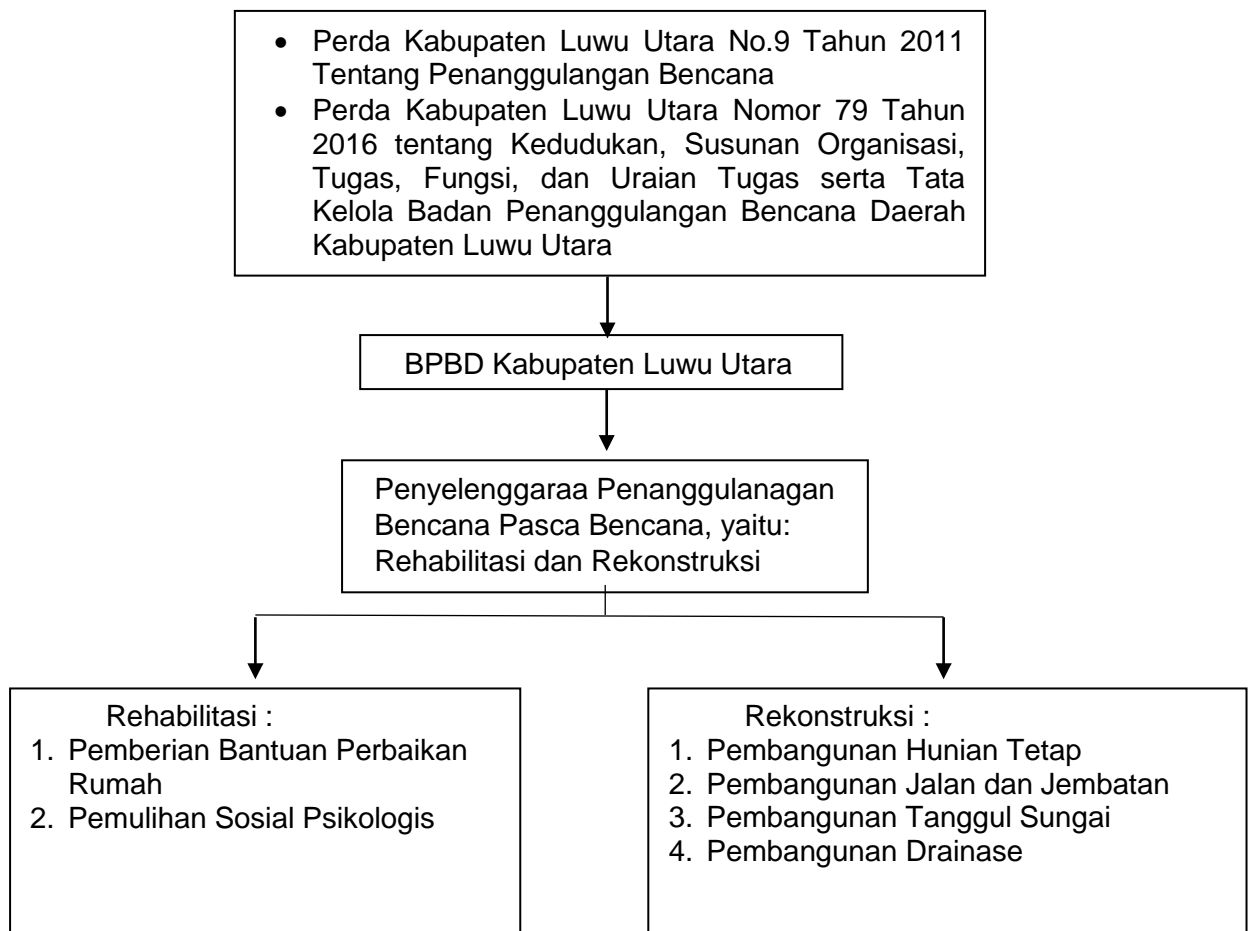 • Perda Kabupaten Luwu Utara No.9 Tahun 2011
Tentang Penanggulangan Bencana
• Perda Kabupaten Luwu Utara Nomor 79 Tahun
2016 tentang Kedudukan, Susunan Organisasi,
Tugas, Fungsi, dan Uraian Tugas serta Tata
Kelola Badan Penanggulangan Bencana Daerah
Kabupaten Luwu Utara
BPBD Kabupaten Luwu Utara
Penyelenggaraa Penanggulanagan
Bencana Pasca Bencana, yaitu:
Rehabilitasi dan Rekonstruksi
Rehabilitasi :
1. Pemberian Bantuan Perbaikan
Rumah
2. Pemulihan Sosial Psikologis
Rekonstruksi :
1. Pembangunan Hunian Tetap
2. Pembangunan Jalan dan Jembatan
3. Pembangunan Tanggul Sungai
4. Pembangunan Drainase